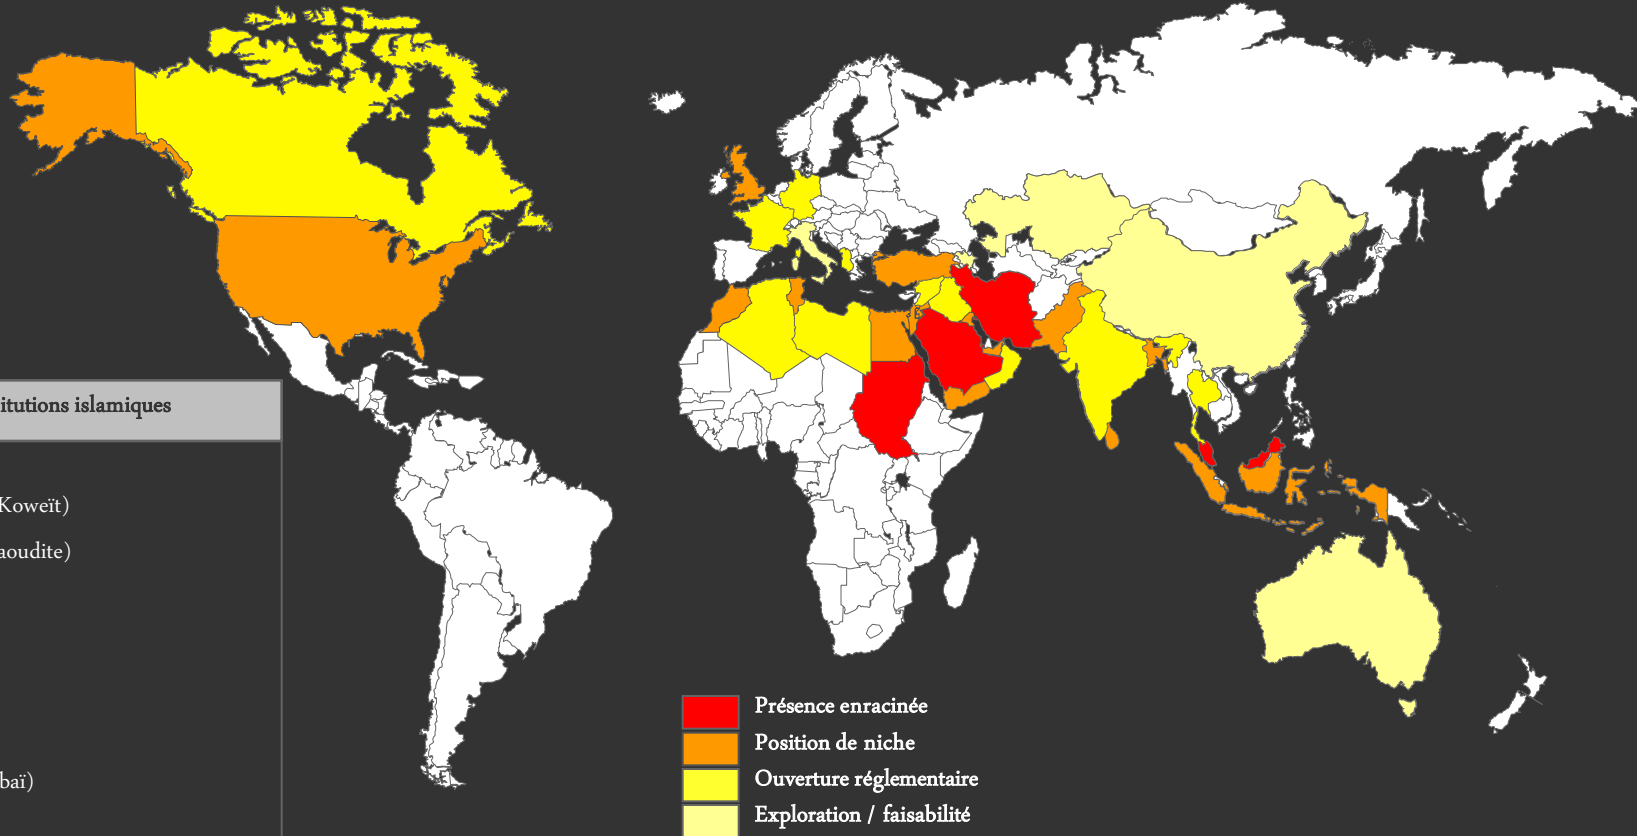 itutions islamiques
Koweït)
aoudite)
baï)
Présence enracinée
Position de niche
Ouverture réglementaire
Exploration / faisabilité